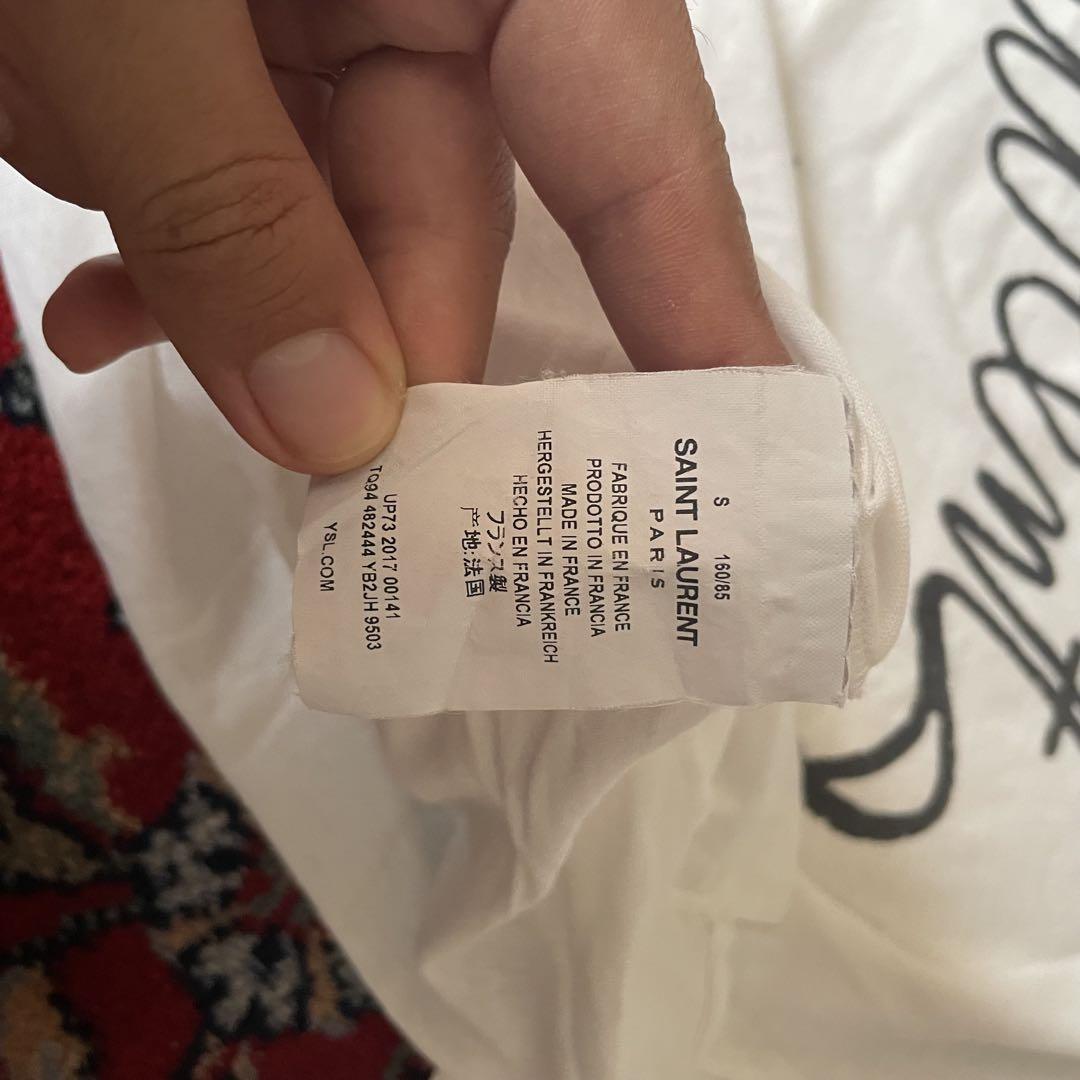 S 160/85
SAINT LAURENT
PARIS
FABRIQUE EN FRANCE
PRODOTTO IN FRANCIA
MADE IN FRANCE
HERGESTELLT IN FRANKREICH
HECHO EN FRANCIA
フランス製
产地:法国
UP73 2017 00141
TQ94 482444 YB2JH 9503
YSL.COM